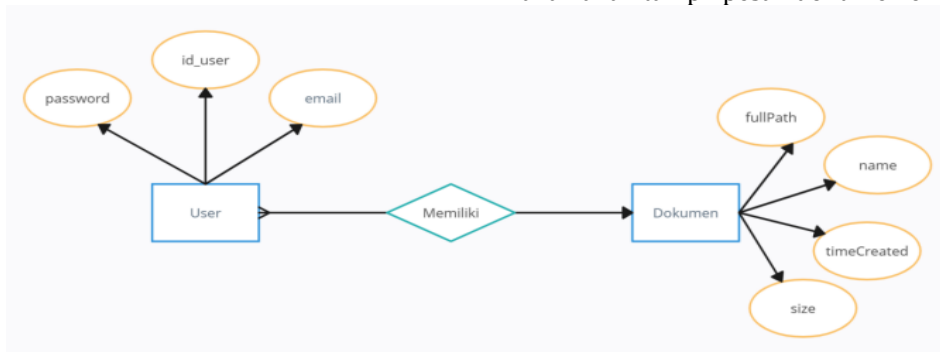 id_user
password
email
fullPath
name
User
Memiliki
Dokumen
timeCreated
size